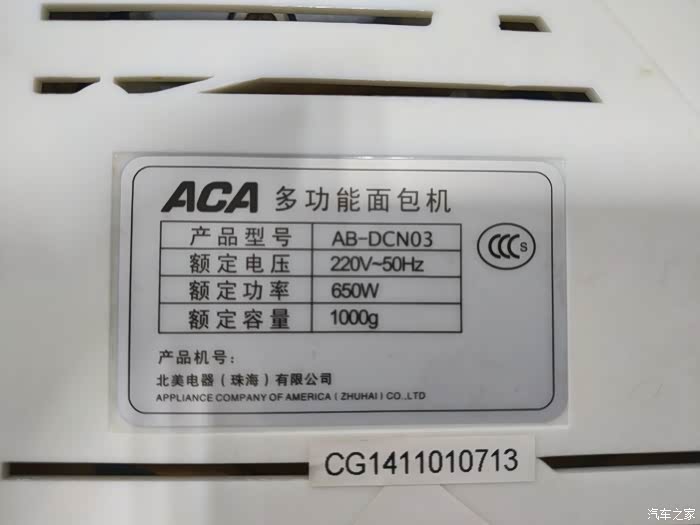 ACA 多功能面包机
产品型号 AB-DCN03
额定电压 220V~50Hz
额定功率 650W
额定容量 1000g
CCC S
产品机号：
北美电器（珠海）有限公司
APPLIANCE COMPANY OF AMERICA（ZHUHAI）CO.,LTD
CG1411010713
汽车之家